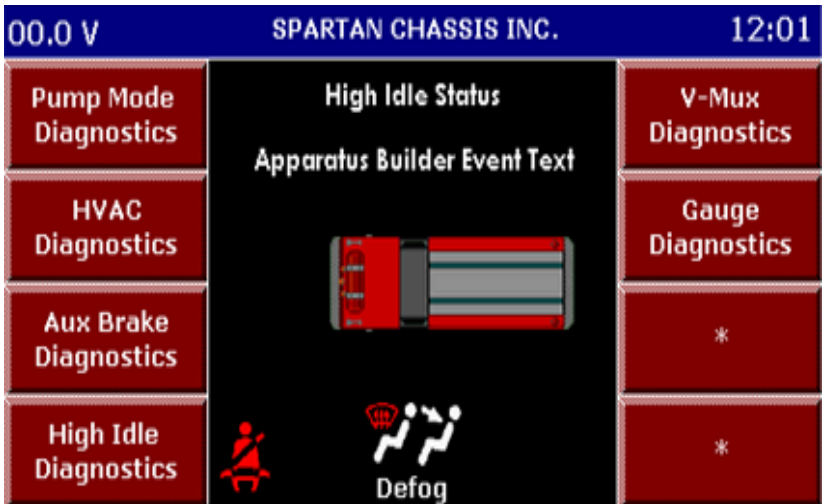 00.0 V
SPARTAN CHASSIS INC.
12:01
Pump Mode
Diagnostics
HVAC
Diagnostics
Aux Brake
Diagnostics
High Idle
Diagnostics
High Idle Status
Apparatus Builder Event Text
Defog
V-Mux
Diagnostics
Gauge
Diagnostics
*
*